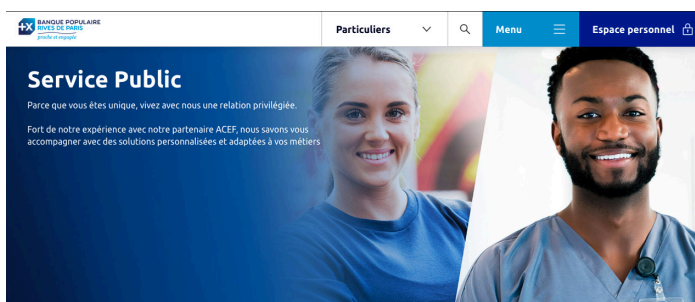 BANQUE POPULAIRE
RIVES DE PARIS
proche et engagée
Particuliers
Menu
Espace personnel
Service Public
Parce que vous êtes unique, vivez avec nous une relation privilégiée.
Fort de notre expérience avec notre partenaire ACEF, nous savons vous
accompagner avec des solutions personnalisées et adaptées à vos métiers